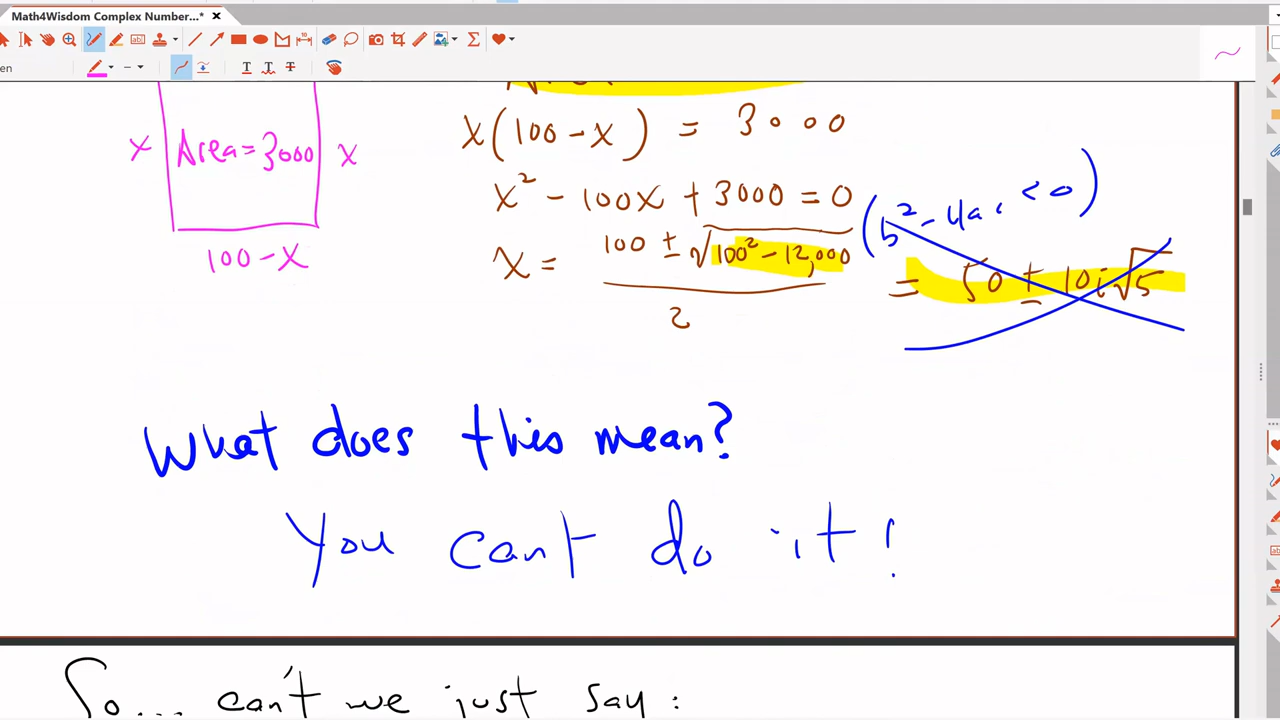 Math4Wisdom Complex Number...*
en
x(100-x) = 3000
x Area=3000 x
x² - 100x + 3000 = 0
(b²-4ac < 0)
x = (100 ± √(100² - 12,000)) / 2 = 50 ± 10i√5
100-x
What does this mean?
You can't do it!
So... can't we just say: